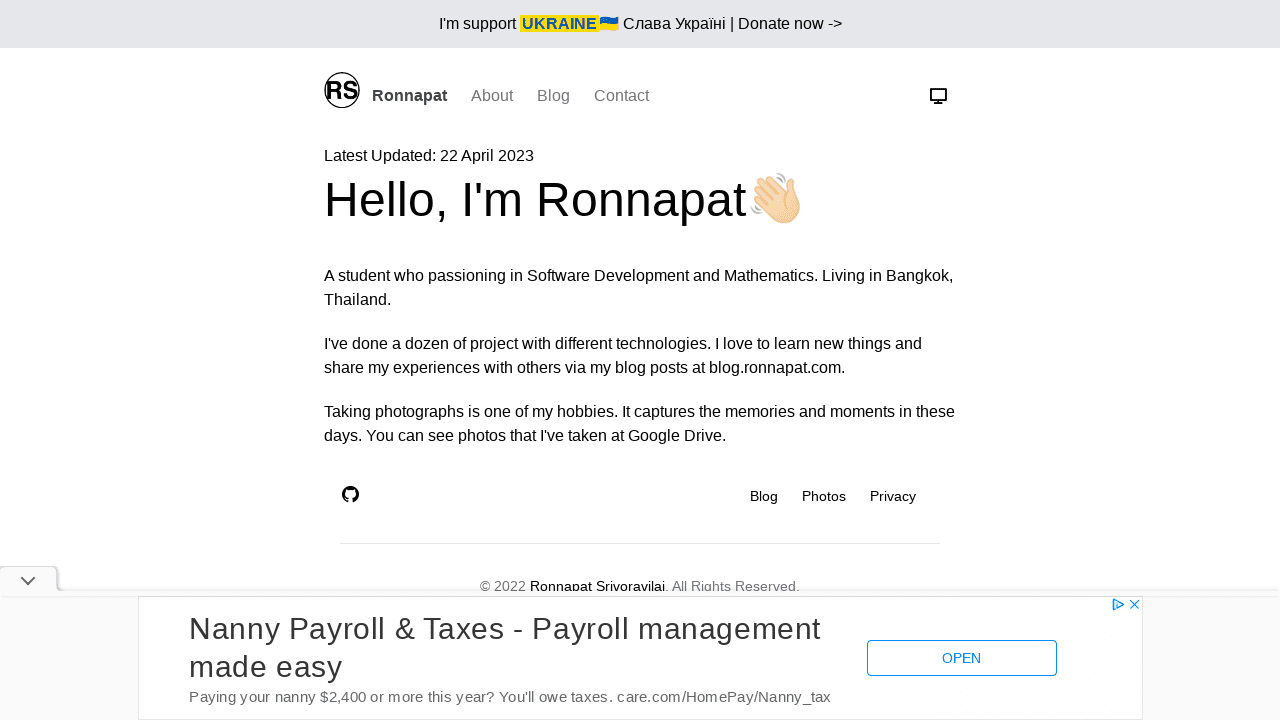 I'm support UKRAINE🇺🇦 Слава Україні | Donate now ->
RS Ronnapat About Blog Contact
Latest Updated: 22 April 2023
Hello, I'm Ronnapat👋🏻
A student who passioning in Software Development and Mathematics. Living in Bangkok,
Thailand.
I've done a dozen of project with different technologies. I love to learn new things and
share my experiences with others via my blog posts at blog.ronnapat.com.
Taking photographs is one of my hobbies. It captures the memories and moments in these
days. You can see photos that I've taken at Google Drive.
Blog Photos Privacy
© 2022 Ronnapat Srivoravilai. All Rights Reserved.
Nanny Payroll & Taxes - Payroll management
made easy
Paying your nanny $2,400 or more this year? You'll owe taxes. care.com/HomePay/Nanny_tax
OPEN